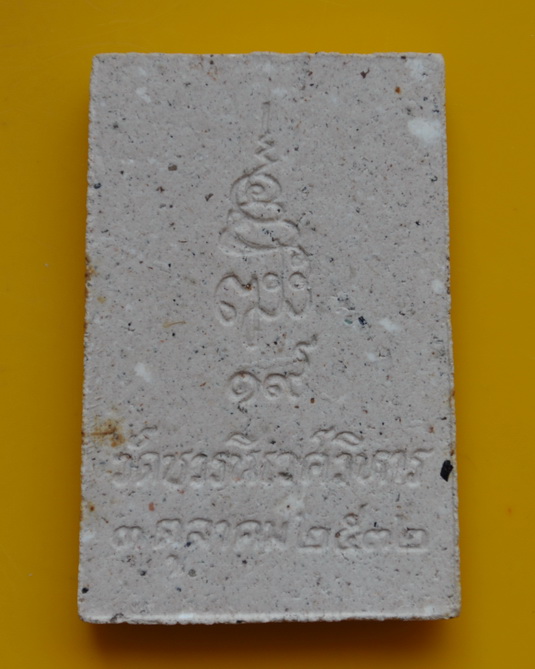 ๑๙
วัดบวรนิเวศวิหาร
๓ ตุลาคม ๒๕๓๒